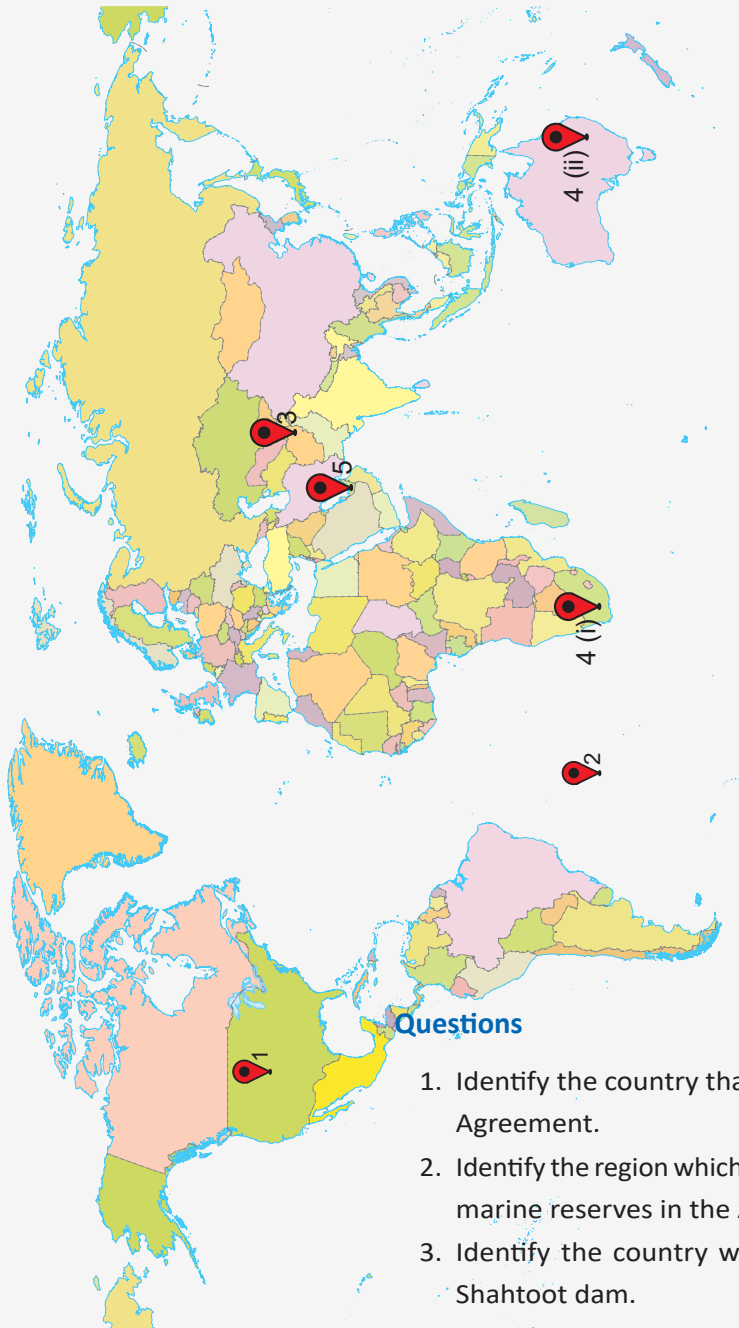 1
2
3
4 (i)
4 (ii)
5
Questions
1. Identify the country tha
Agreement.
2. Identify the region which
marine reserves in the
3. Identify the country w
Shahtoot dam.